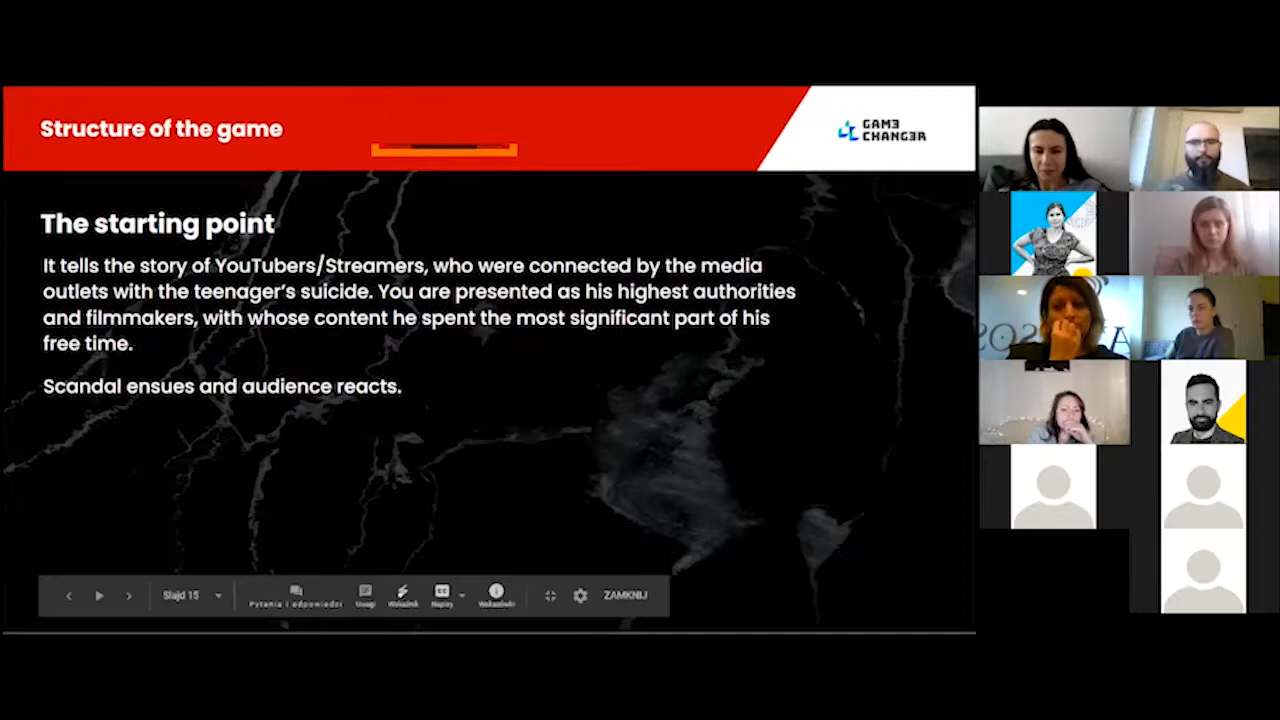 Structure of the game
GAM3
CHANG3R
The starting point
It tells the story of YouTubers/Streamers, who were connected by the media
outlets with the teenager's suicide. You are presented as his highest authorities
and filmmakers, with whose content he spent the most significant part of his
free time.
Scandal ensues and audience reacts.
Slajd 15
Pytania i odpowiedzi
Uwagi
Wskaźnik
Napisy
Wskazówki
ZAMKNIJ